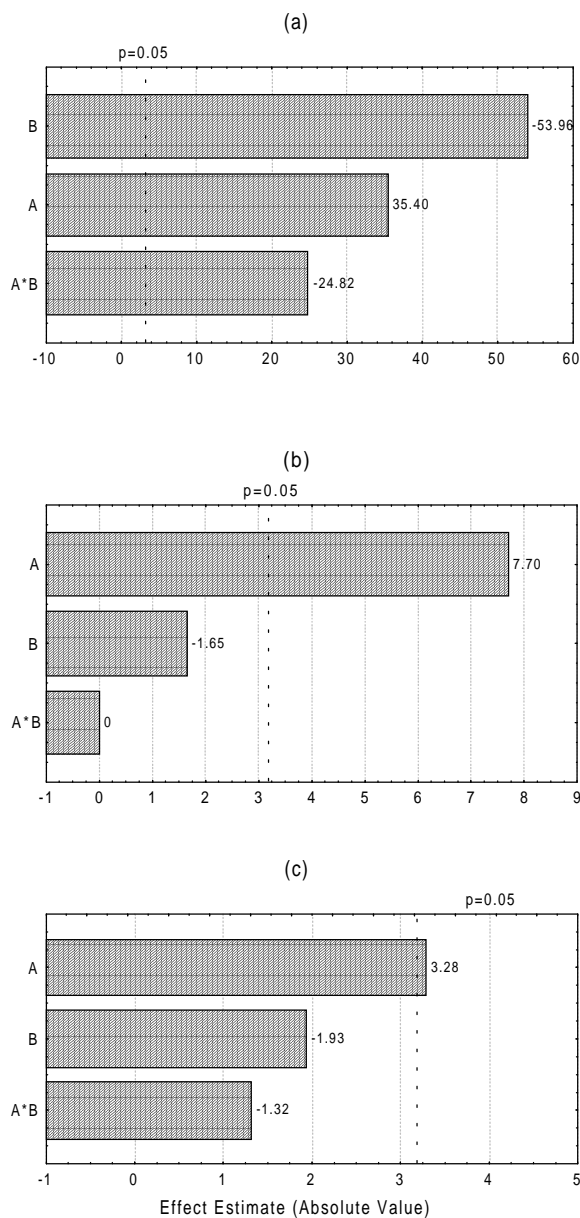 (a)
p=0.05
B -53.96
A 35.40
A*B -24.82
-10 0 10 20 30 40 50 60
(b)
p=0.05
A 7.70
B -1.65
A*B 0
-1 0 1 2 3 4 5 6 7 8 9
(c)
p=0.05
A 3.28
B -1.93
A*B -1.32
-1 0 1 2 3 4 5
Effect Estimate (Absolute Value)